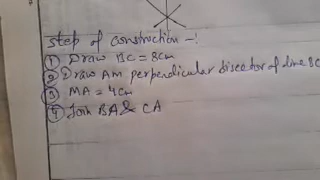 step of construction -:
① Draw BC = 8cm
② Draw AM perpendicular bisector of line BC
③ MA = 4cm
④ Join BA & CA